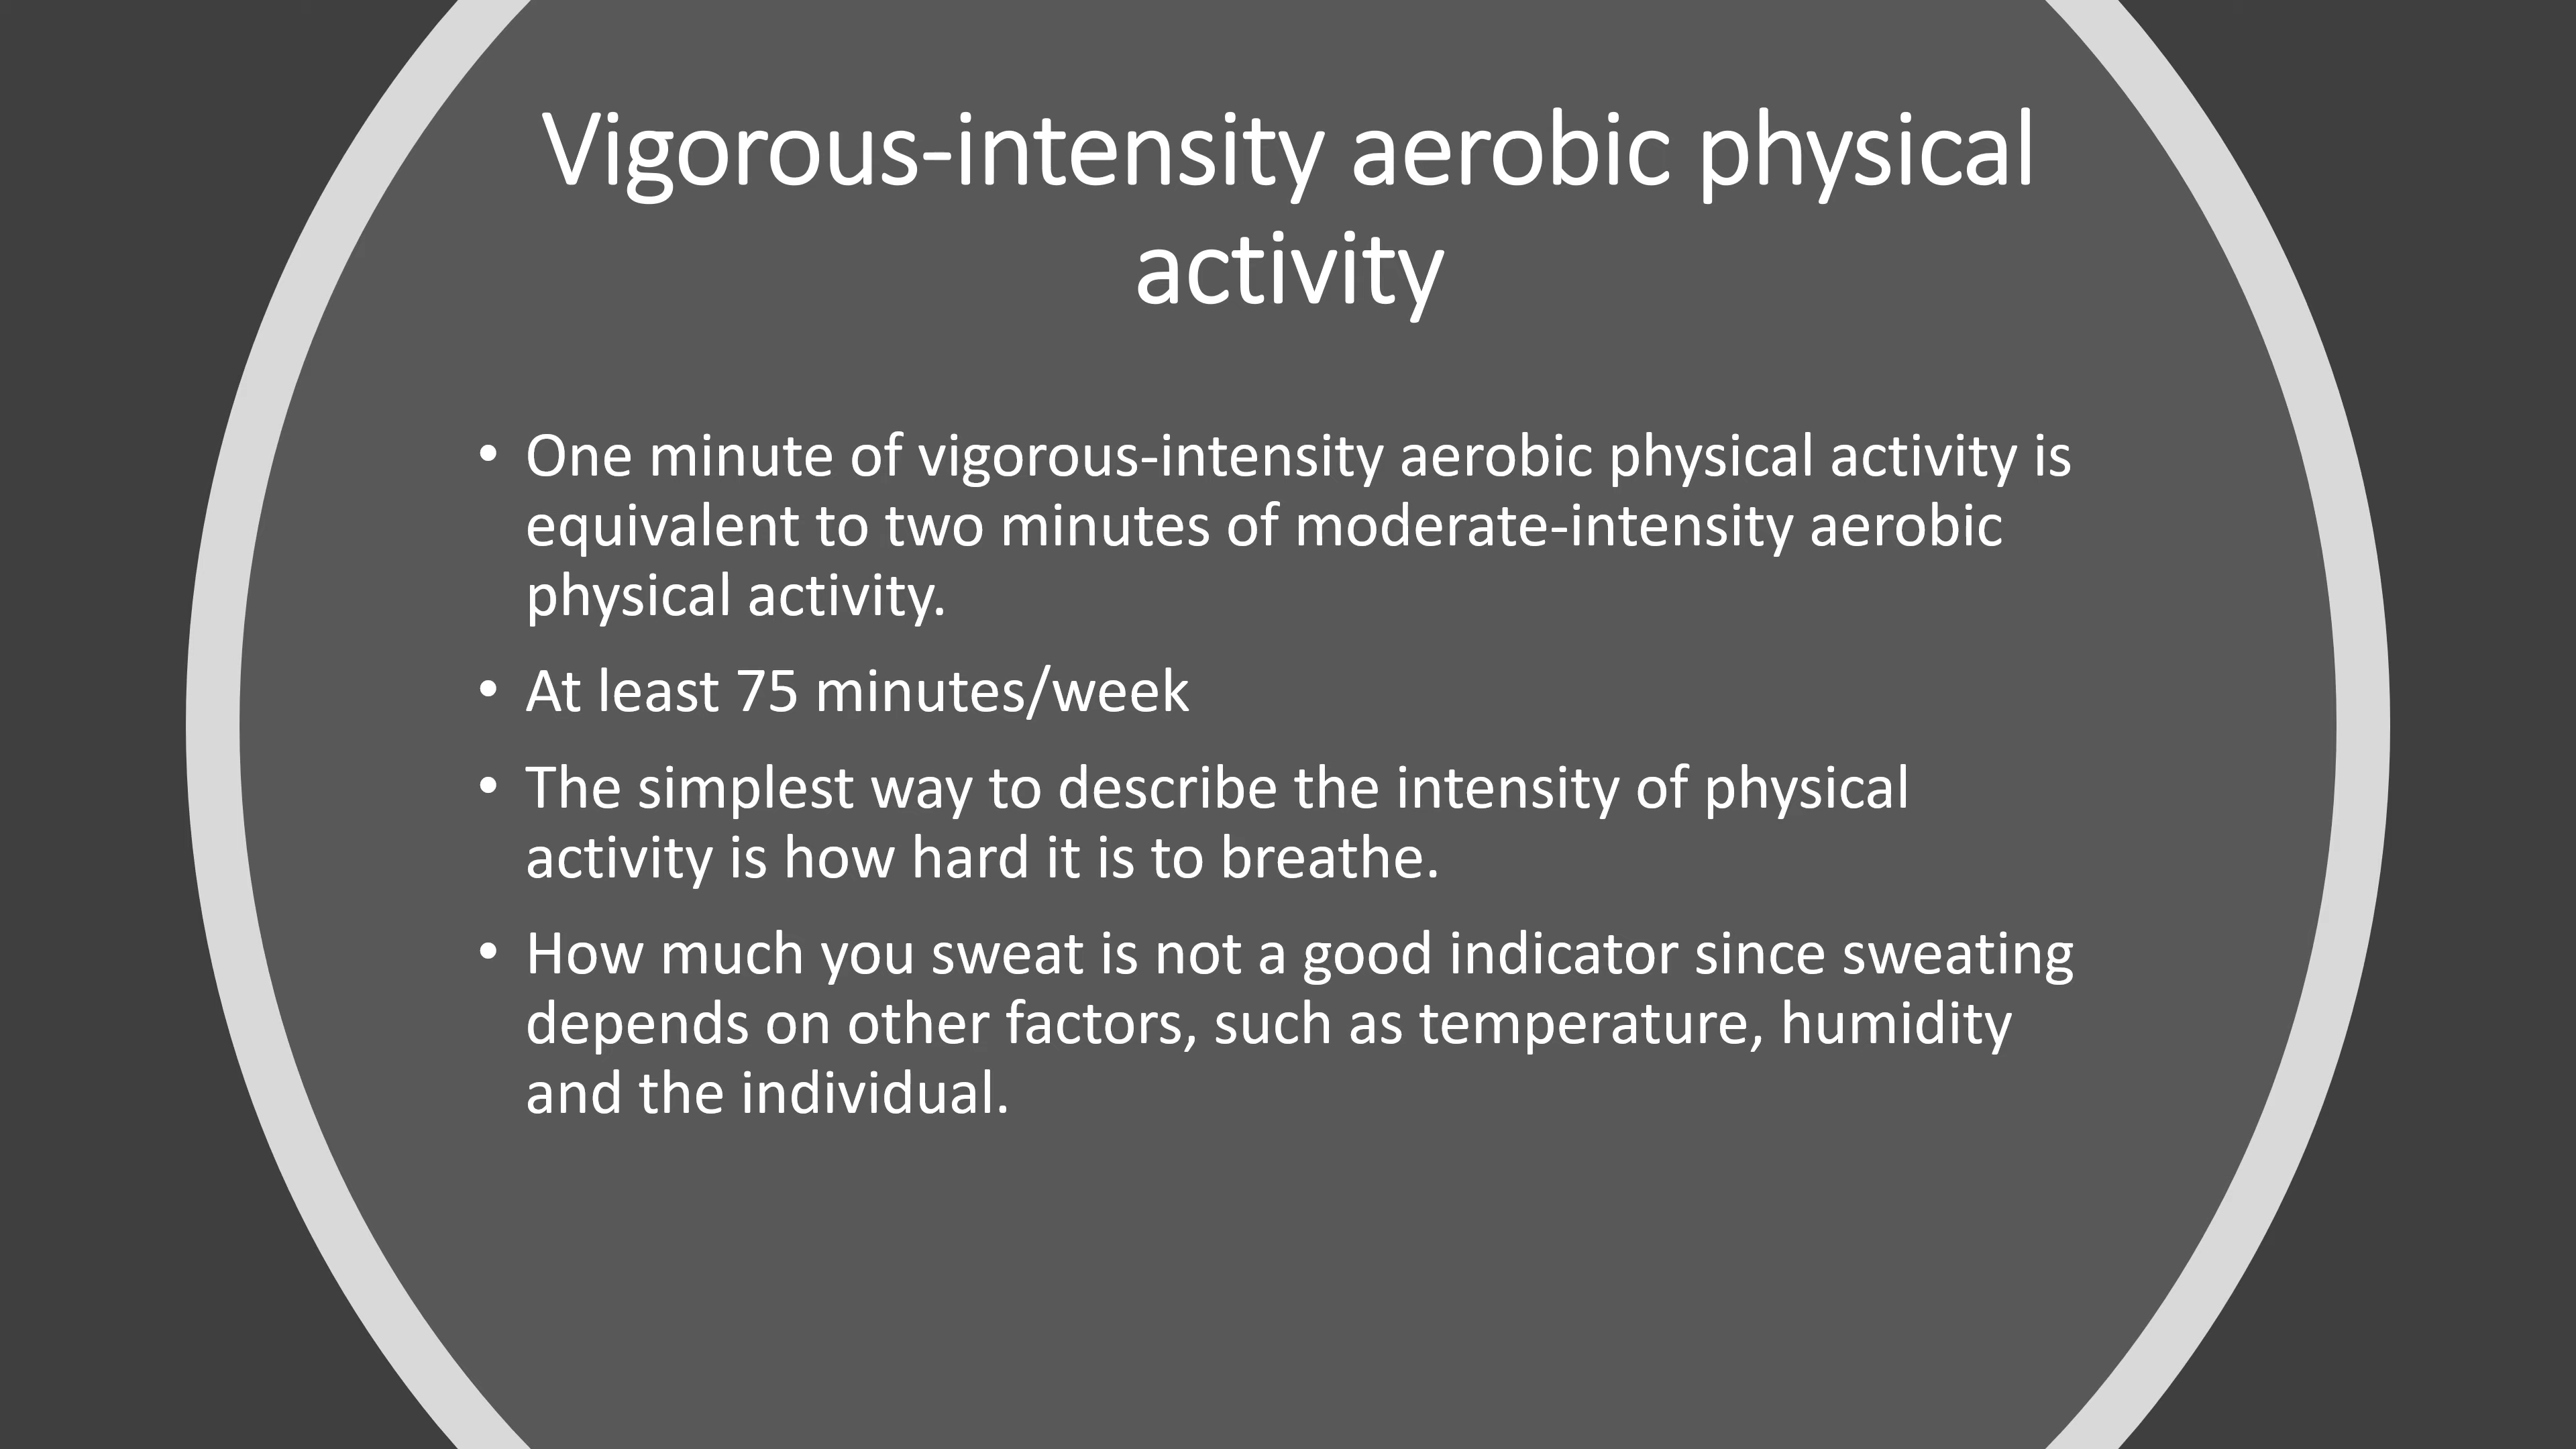 Vigorous-intensity aerobic physical
activity
• One minute of vigorous-intensity aerobic physical activity is
equivalent to two minutes of moderate-intensity aerobic
physical activity.
• At least 75 minutes/week
• The simplest way to describe the intensity of physical
activity is how hard it is to breathe.
• How much you sweat is not a good indicator since sweating
depends on other factors, such as temperature, humidity
and the individual.